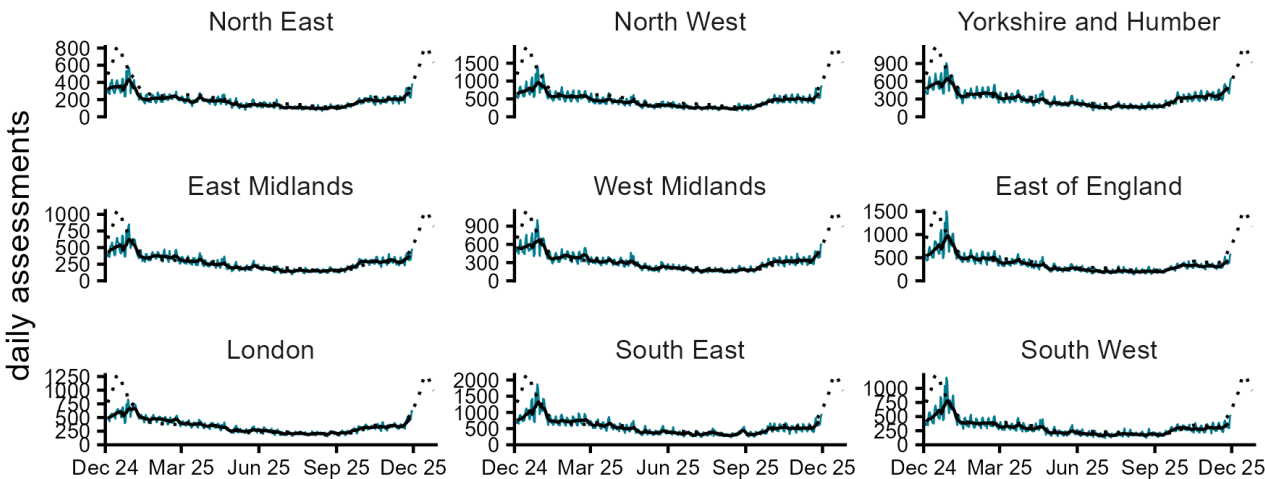 North East North West Yorkshire and Humber
800 1500 900
600 1000 600
400 500 300
200 0 0
0
East Midlands West Midlands East of England
1000 900 1500
750 600 1000
500 300 500
250 0 0
0
daily assessments
London South East South West
1250 2000 1000
1000 1500 750
750 1000 500
500 500 250
250 0 0
0
Dec 24 Mar 25 Jun 25 Sep 25 Dec 25 Dec 24 Mar 25 Jun 25 Sep 25 Dec 25 Dec 24 Mar 25 Jun 25 Sep 25 Dec 25